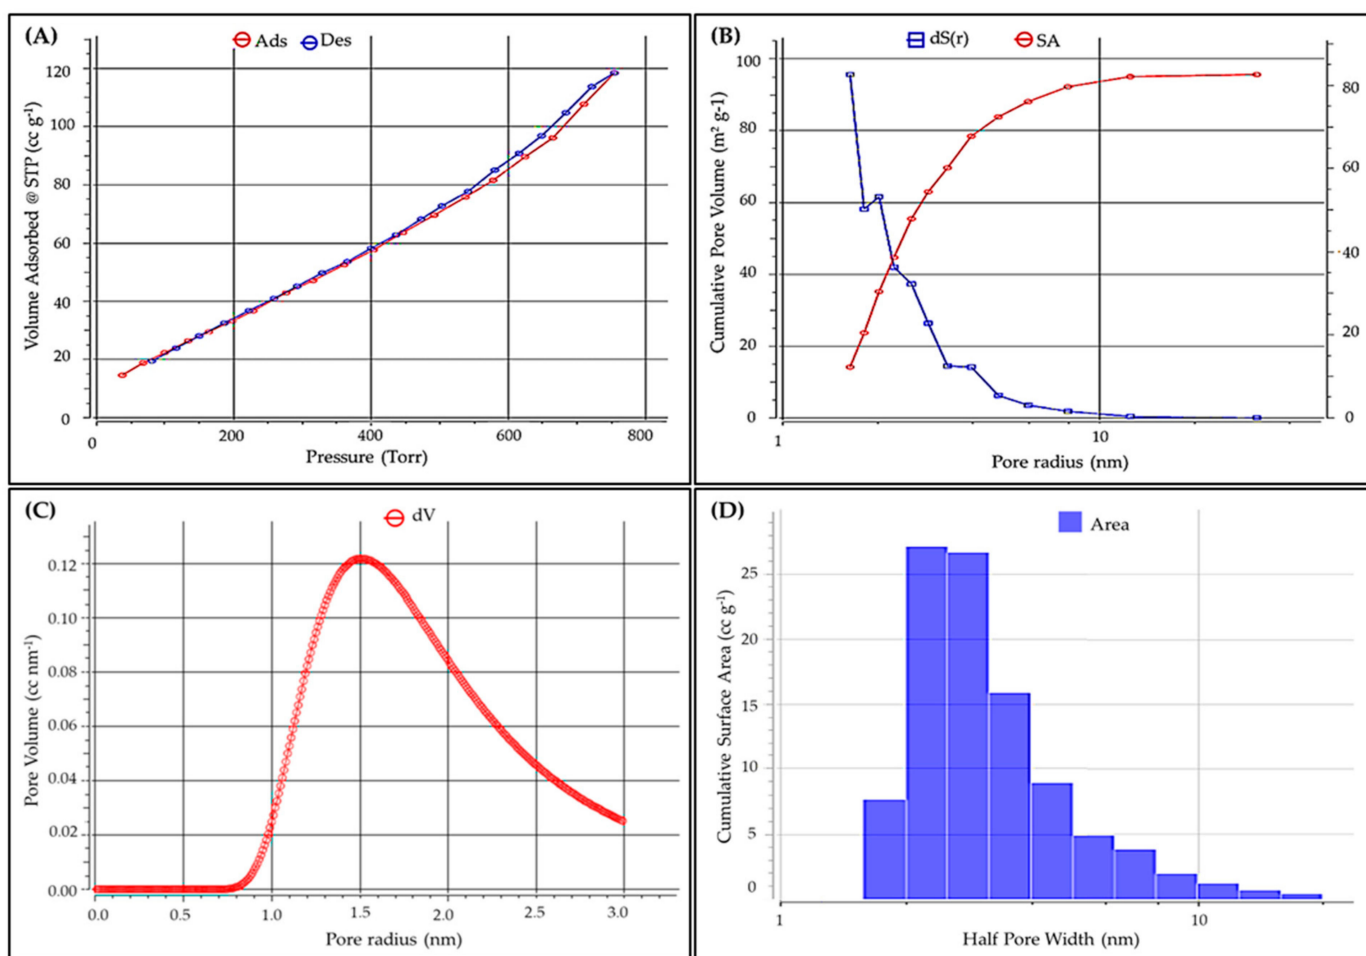 (A)
Ads Des
Volume Adsorbed @ STP (cc g-1)
120
100
80
60
40
20
0
0 200 400 600 800
Pressure (Torr)
(B)
dS(r) SA
Cumulative Pore Volume (m² g-1)
100
80
60
40
20
0
80
60
40
20
0
1 10
Pore radius (nm)
(C)
dV
Pore Volume (cc nm-1)
0.12
0.10
0.08
0.06
0.04
0.02
0.00
0.0 0.5 1.0 1.5 2.0 2.5 3.0
Pore radius (nm)
(D)
Area
Cumulative Surface Area (cc g-1)
25
20
15
10
5
0
1 10
Half Pore Width (nm)